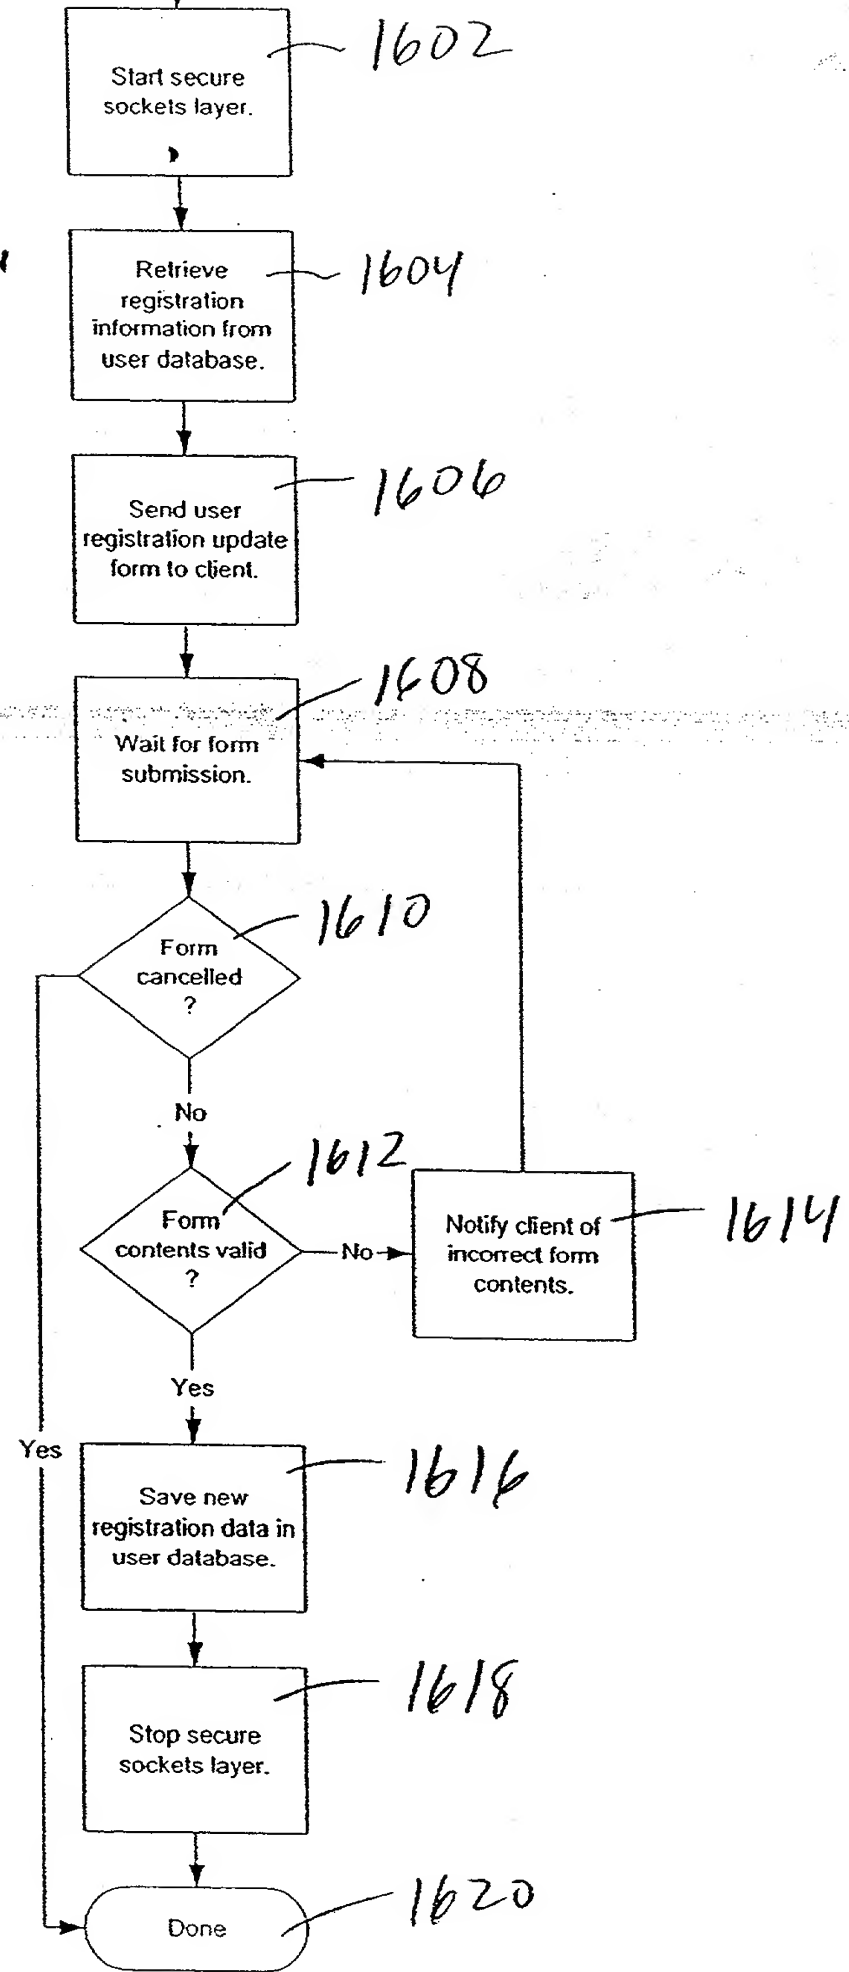 1602
Start secure
sockets layer.
1604
Retrieve
registration
information from
user database.
1606
Send user
registration update
form to client.
1608
Wait for form
submission.
1610
Form
cancelled
?
No
1612
Form
contents valid
?
No
1614
Notify client of
incorrect form
contents.
Yes
Yes
1616
Save new
registration data in
user database.
1618
Stop secure
sockets layer.
1620
Done